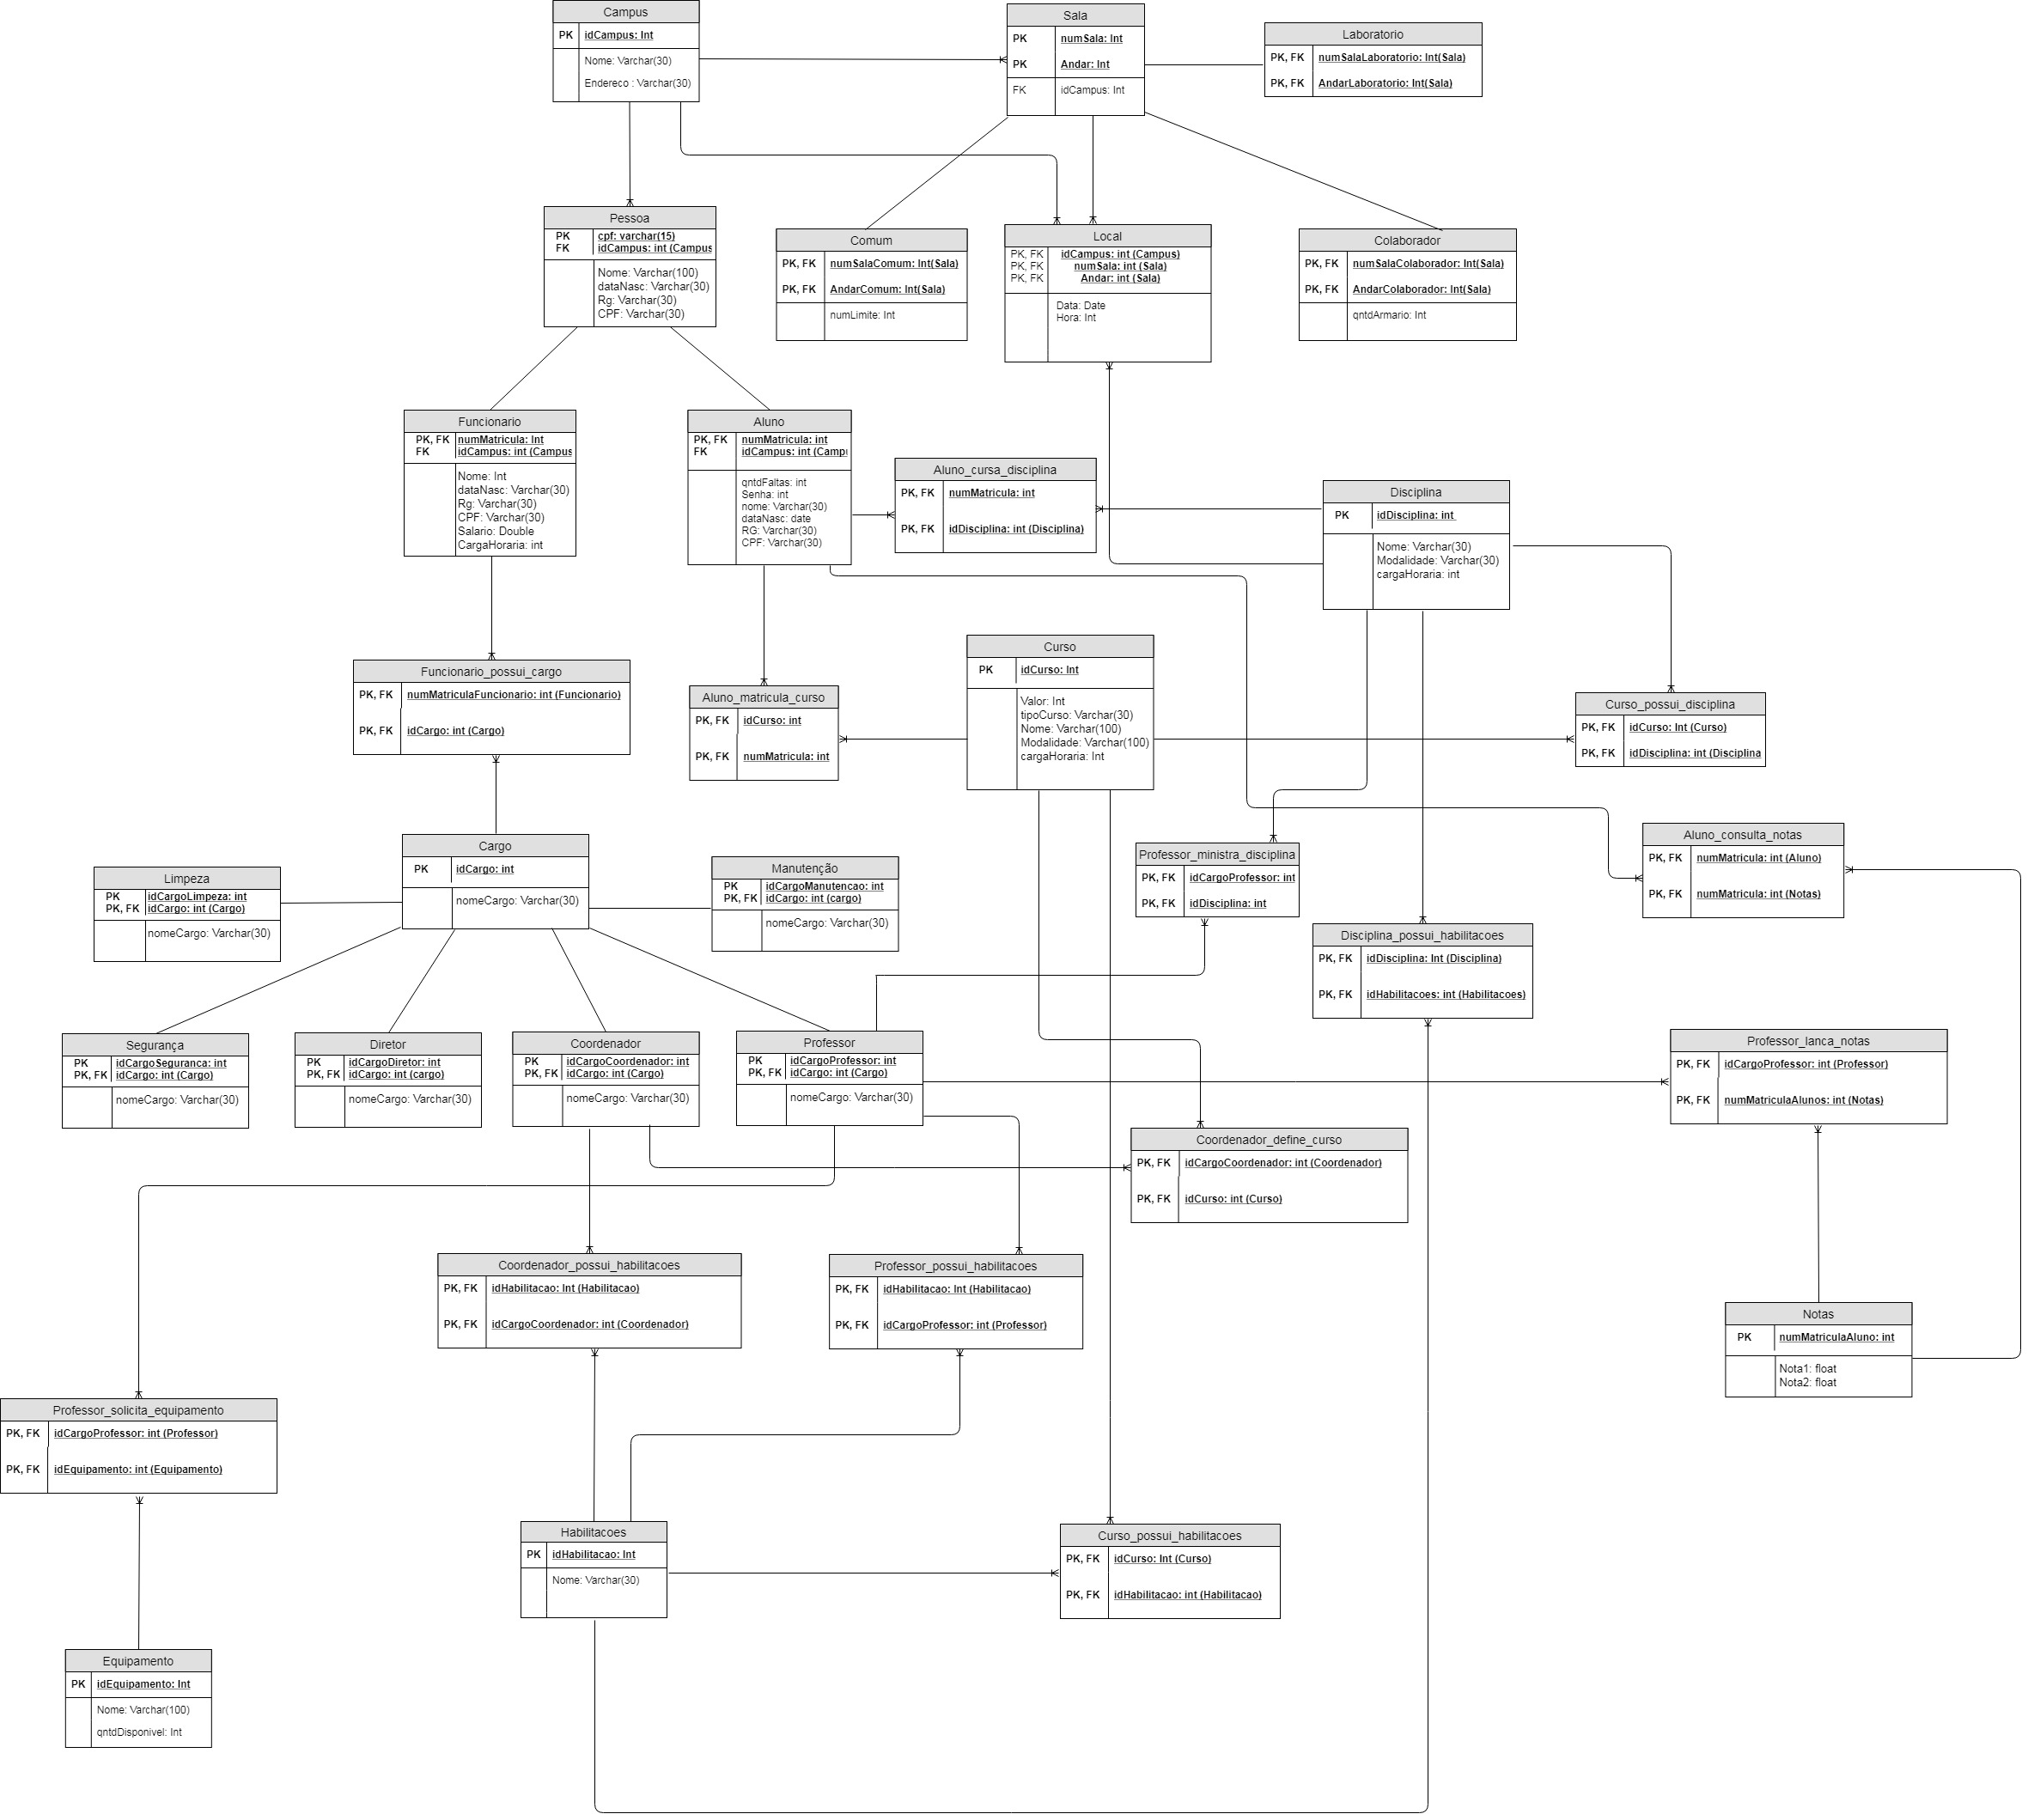 Campus
PK idCampus: Int
Nome: Varchar(30)
Endereco : Varchar(30)
Sala
PK numSala: Int
PK Andar: Int
FK idCampus: Int
Laboratorio
PK, FK numSalaLaboratorio: Int(Sala)
PK, FK AndarLaboratorio: Int(Sala)
Pessoa
PK cpf: varchar(15)
FK idCampus: int (Campus
Nome: Varchar(100)
dataNasc: Varchar(30)
Rg: Varchar(30)
CPF: Varchar(30)
Comum
PK, FK numSalaComum: Int(Sala)
PK, FK AndarComum: Int(Sala)
numLimite: Int
Local
PK, FK idCampus: int (Campus)
PK, FK numSala: int (Sala)
PK, FK Andar: int (Sala)
Data: Date
Hora: Int
Colaborador
PK, FK numSalaColaborador: Int(Sala)
PK, FK AndarColaborador: Int(Sala)
qntdArmario: Int
Funcionario
PK, FK numMatricula: Int
FK idCampus: int (Campus
Nome: Int
dataNasc: Varchar(30)
Rg: Varchar(30)
CPF: Varchar(30)
Salario: Double
CargaHoraria: int
Aluno
PK, FK numMatricula: int
FK idCampus: int (Camp
qntdFaltas: int
Senha: int
nome: Varchar(30)
dataNasc: date
RG: Varchar(30)
CPF: Varchar(30)
Aluno_cursa_disciplina
PK, FK numMatricula: int
PK, FK idDisciplina: int (Disciplina)
Disciplina
PK idDisciplina: int
Nome: Varchar(30)
Modalidade: Varchar(30)
cargaHoraria: int
Funcionario_possui_cargo
PK, FK numMatriculaFuncionario: int (Funcionario)
PK, FK idCargo: int (Cargo)
Aluno_matricula_curso
PK, FK idCurso: int
PK, FK numMatricula: int
Curso
PK idCurso: Int
Valor: Int
tipoCurso: Varchar(30)
Nome: Varchar(100)
Modalidade: Varchar(100)
cargaHoraria: Int
Curso_possui_disciplina
PK, FK idCurso: Int (Curso)
PK, FK idDisciplina: int (Disciplina
Cargo
PK idCargo: int
nomeCargo: Varchar(30)
Limpeza
PK idCargoLimpeza: int
PK, FK idCargo: int (Cargo)
nomeCargo: Varchar(30)
Manutenção
PK idCargoManutencao: int
PK, FK idCargo: int (cargo)
nomeCargo: Varchar(30)
Professor_ministra_disciplina
PK, FK idCargoProfessor: int
PK, FK idDisciplina: int
Aluno_consulta_notas
PK, FK numMatricula: int (Aluno)
PK, FK numMatricula: int (Notas)
Disciplina_possui_habilitacoes
PK, FK idDisciplina: Int (Disciplina)
PK, FK idHabilitacoes: int (Habilitacoes)
Segurança
PK idCargoSeguranca: int
PK, FK idCargo: int (Cargo)
nomeCargo: Varchar(30)
Diretor
PK idCargoDiretor: int
PK, FK idCargo: int (cargo)
nomeCargo: Varchar(30)
Coordenador
PK idCargoCoordenador: int
PK, FK idCargo: int (Cargo)
nomeCargo: Varchar(30)
Professor
PK idCargoProfessor: int
PK, FK idCargo: int (Cargo)
nomeCargo: Varchar(30)
Professor_lanca_notas
PK, FK idCargoProfessor: int (Professor)
PK, FK numMatriculaAlunos: int (Notas)
Coordenador_define_curso
PK, FK idCargoCoordenador: int (Coordenador)
PK, FK idCurso: int (Curso)
Coordenador_possui_habilitacoes
PK, FK idHabilitacao: Int (Habilitacao)
PK, FK idCargoCoordenador: int (Coordenador)
Professor_possui_habilitacoes
PK, FK idHabilitacao: Int (Habilitacao)
PK, FK idCargoProfessor: int (Professor)
Notas
PK numMatriculaAluno: int
Nota1: float
Nota2: float
Professor_solicita_equipamento
PK, FK idCargoProfessor: int (Professor)
PK, FK idEquipamento: int (Equipamento)
Habilitacoes
PK idHabilitacao: Int
Nome: Varchar(30)
Curso_possui_habilitacoes
PK, FK idCurso: Int (Curso)
PK, FK idHabilitacao: int (Habilitacao)
Equipamento
PK idEquipamento: Int
Nome: Varchar(100)
qntdDisponivel: Int